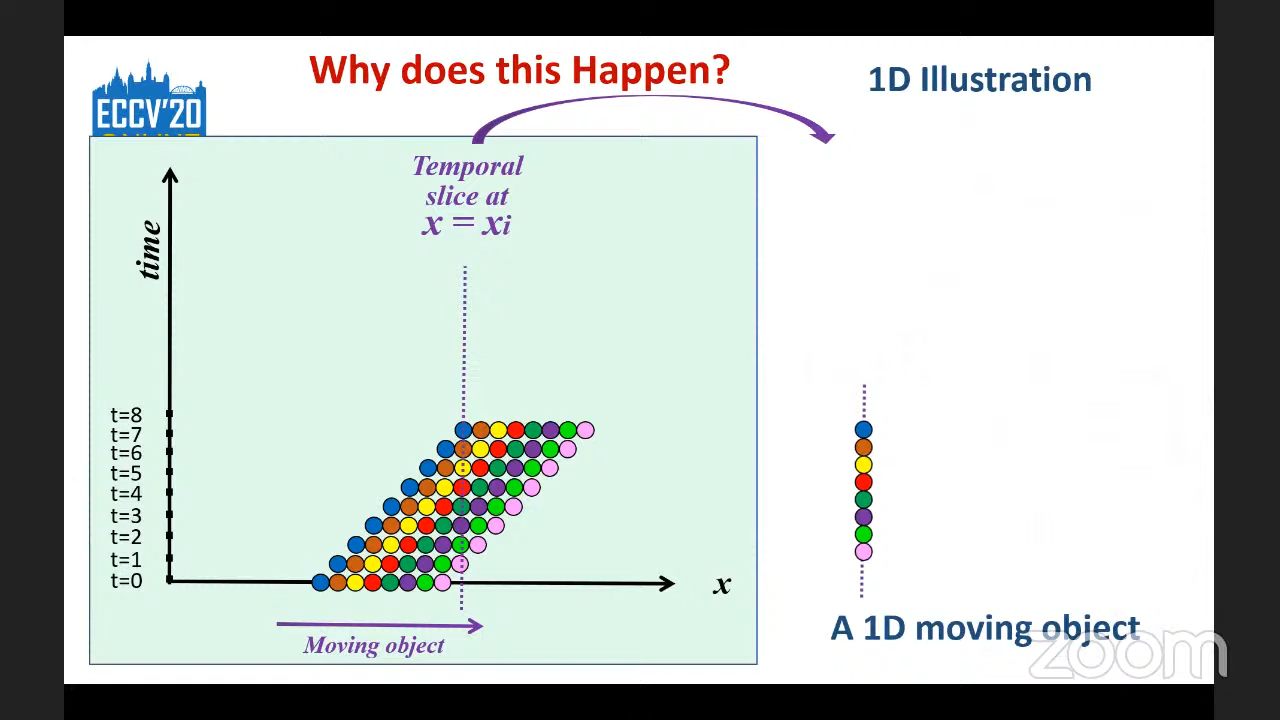 Why does this Happen?
1D Illustration
ECCV'20
ONLINE
Temporal
slice at
x = xi
time
t=8
t=7
t=6
t=5
t=4
t=3
t=2
t=1
t=0
x
Moving object
A 1D moving object
zoom